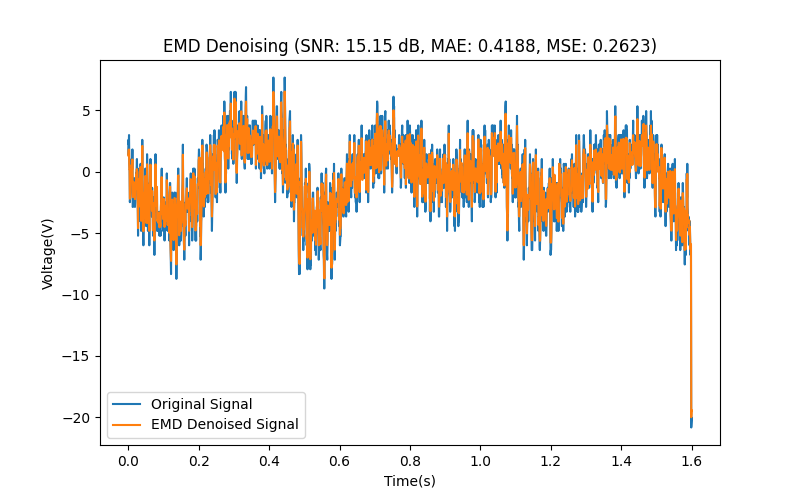 EMD Denoising (SNR: 15.15 dB, MAE: 0.4188, MSE: 0.2623)
Voltage(V)
5
0
−5
−10
−15
−20
Original Signal
EMD Denoised Signal
0.0 0.2 0.4 0.6 0.8 1.0 1.2 1.4 1.6
Time(s)